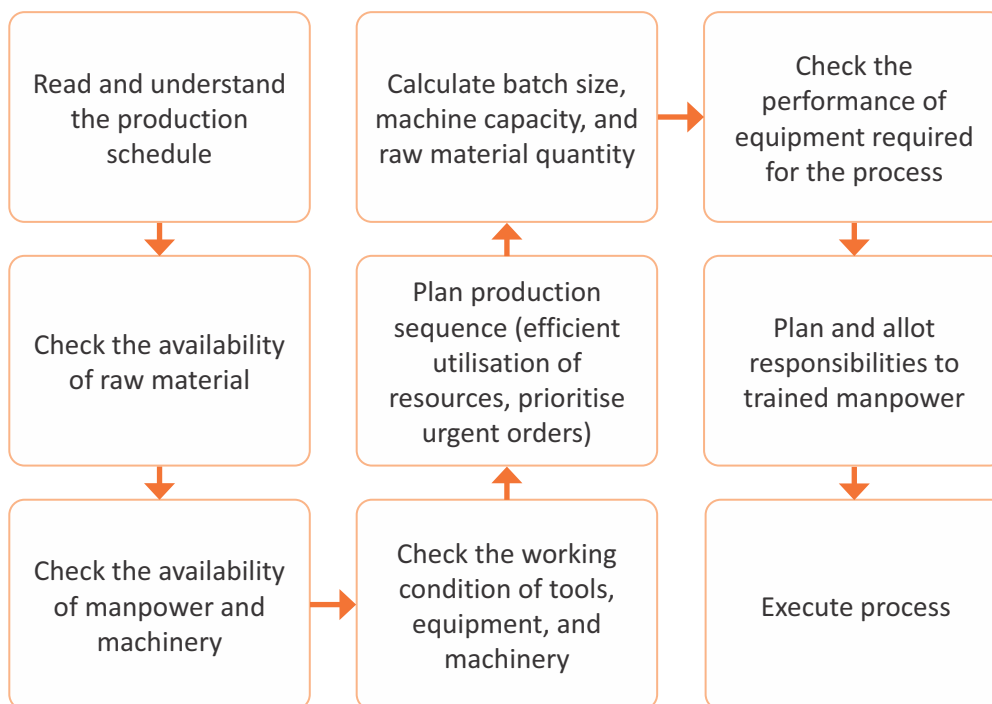 Read and understand
the production
schedule
Check the availability
of raw material
Check the availability
of manpower and
machinery
Check the working
condition of tools,
equipment, and
machinery
Plan production
sequence (efficient
utilisation of
resources, prioritise
urgent orders)
Calculate batch size,
machine capacity, and
raw material quantity
Check the
performance of
equipment required
for the process
Plan and allot
responsibilities to
trained manpower
Execute process